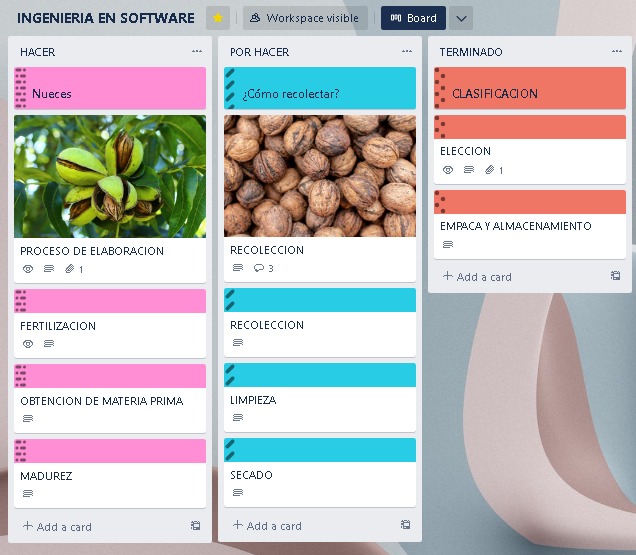 INGENIERIA EN SOFTWARE
Workspace visible
Board
HACER
Nueces
PROCESO DE ELABORACION
1
FERTILIZACION
OBTENCION DE MATERIA PRIMA
MADUREZ
Add a card
POR HACER
¿Cómo recolectar?
RECOLECCION
3
RECOLECCION
LIMPIEZA
SECADO
Add a card
TERMINADO
CLASIFICACION
ELECCION
1
EMPACA Y ALMACENAMIENTO
Add a card